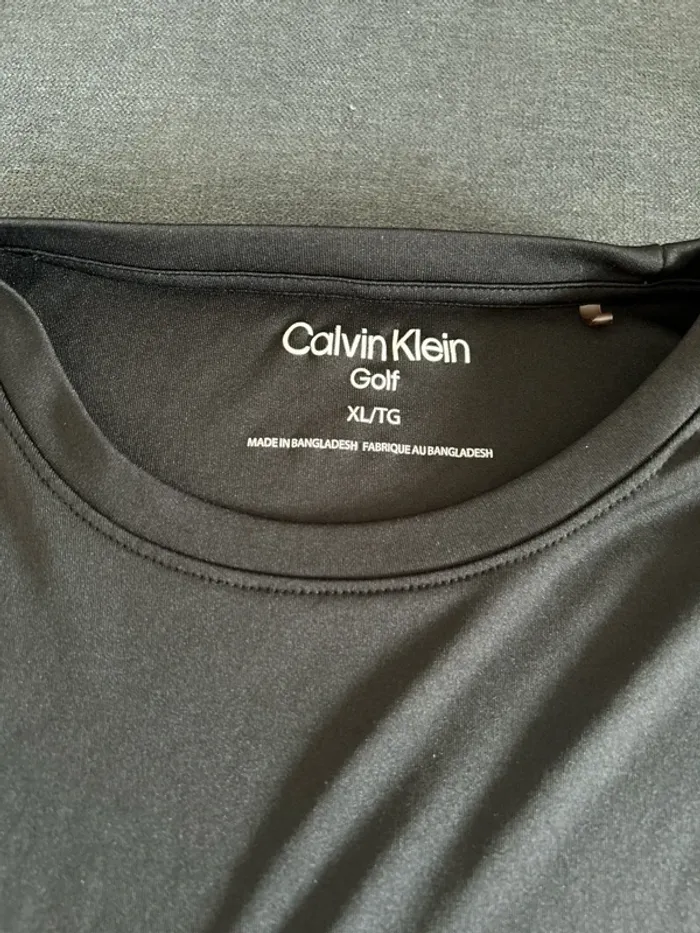 Calvin Klein
Golf
XL/TG
MADE IN BANGLADESH FABRIQUE AU BANGLADESH